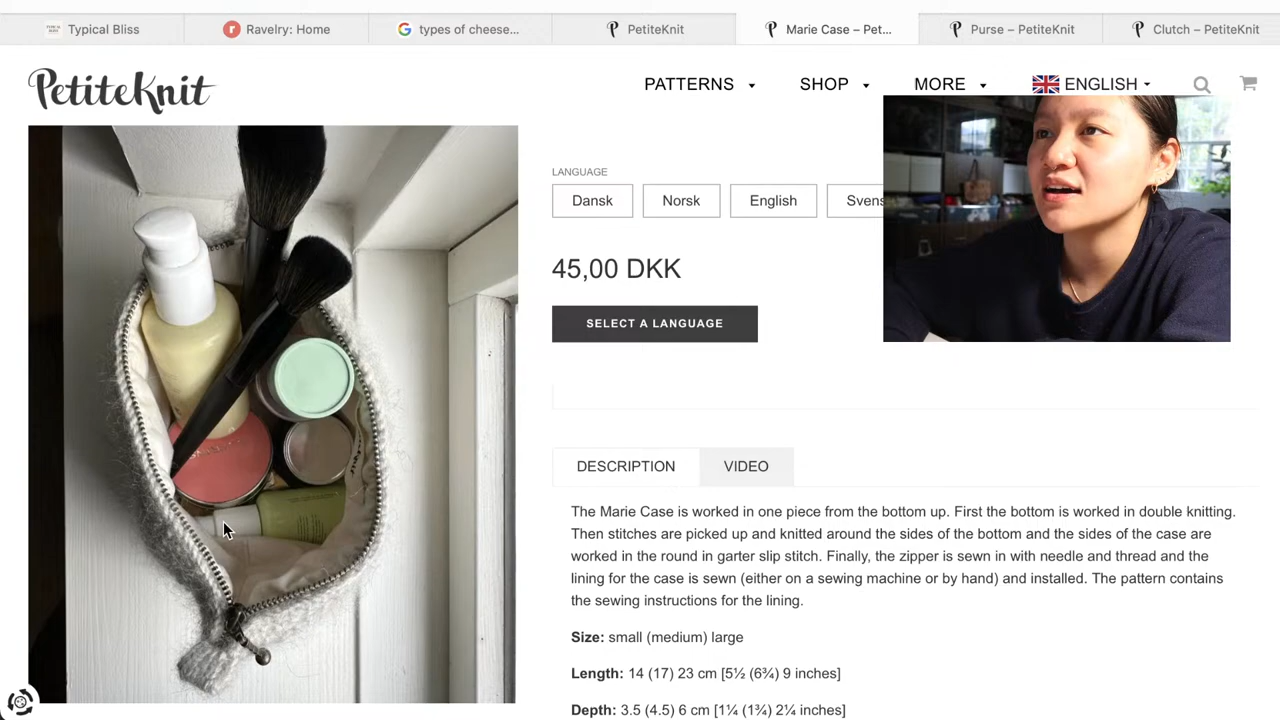 Typical Bliss
Ravelry: Home
types of cheese...
PetiteKnit
Marie Case – Pet...
Purse – PetiteKnit
Clutch – PetiteKnit
PetiteKnit
PATTERNS
SHOP
MORE
ENGLISH
LANGUAGE
Dansk
Norsk
English
Svens
45,00 DKK
SELECT A LANGUAGE
DESCRIPTION
VIDEO
The Marie Case is worked in one piece from the bottom up. First the bottom is worked in double knitting.
Then stitches are picked up and knitted around the sides of the bottom and the sides of the case are
worked in the round in garter slip stitch. Finally, the zipper is sewn in with needle and thread and the
lining for the case is sewn (either on a sewing machine or by hand) and installed. The pattern contains
the sewing instructions for the lining.
Size: small (medium) large
Length: 14 (17) 23 cm [5½ (6¾) 9 inches]
Depth: 3.5 (4.5) 6 cm [1¼ (1¾) 2¼ inches]